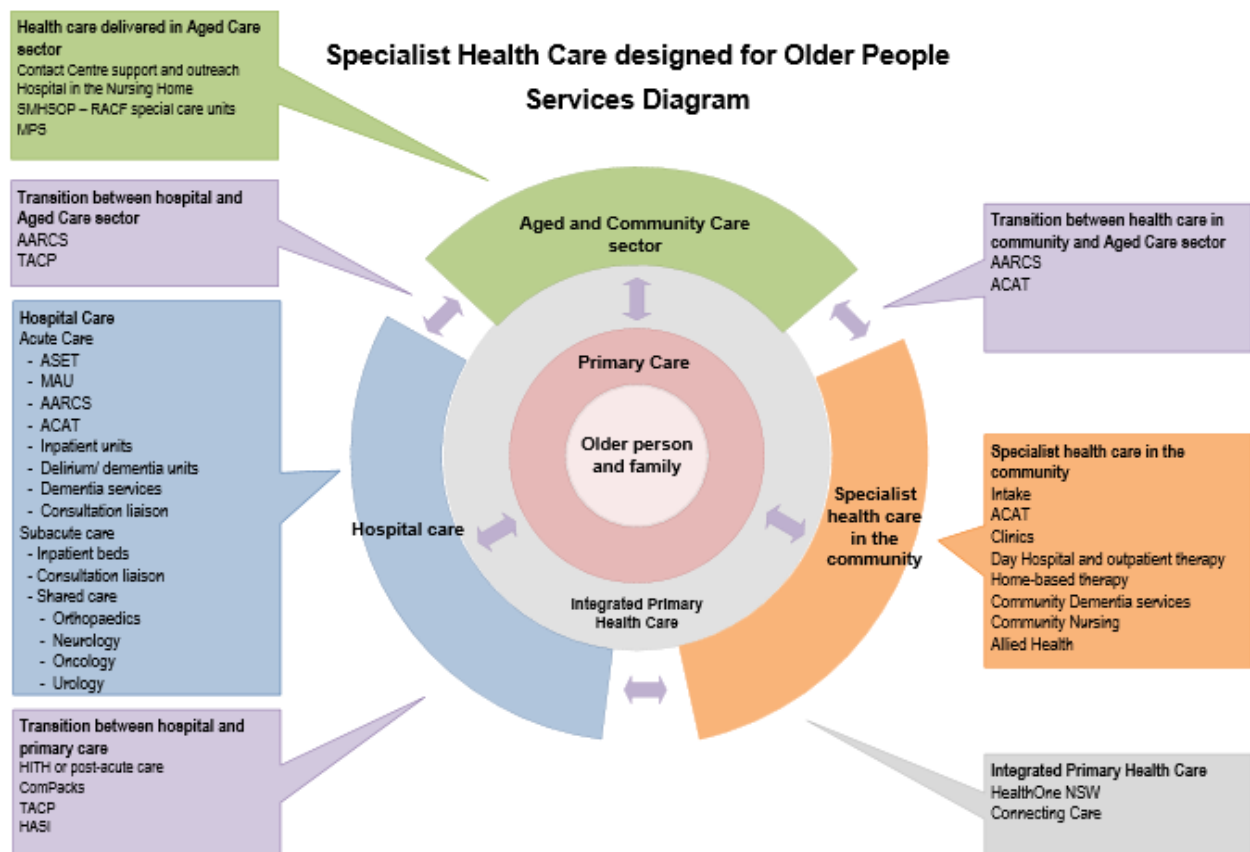 Specialist Health Care designed for Older People
Services Diagram
Health care delivered in Aged Care
sector
Contact Centre support and outreach
Hospital in the Nursing Home
SMHSOP – RACF special care units
MPS
Transition between hospital and
Aged Care sector
AARCS
TACP
Hospital Care
Acute Care
- ASET
- MAU
- AARCS
- ACAT
- Inpatient units
- Delirium/ dementia units
- Dementia services
- Consultation liaison
Subacute care
- Inpatient beds
- Consultation liaison
- Shared care
- Orthopaedics
- Neurology
- Oncology
- Urology
Transition between hospital and
primary care
HITH or post-acute care
ComPacks
TACP
HASI
Aged and Community Care
sector
Primary Care
Older person
and family
Hospital care
Specialist
health care
in the
community
Integrated Primary
Health Care
Transition between health care in
community and Aged Care sector
AARCS
ACAT
Specialist health care in the
community
Intake
ACAT
Clinics
Day Hospital and outpatient therapy
Home-based therapy
Community Dementia services
Community Nursing
Allied Health
Integrated Primary Health Care
HealthOne NSW
Connecting Care